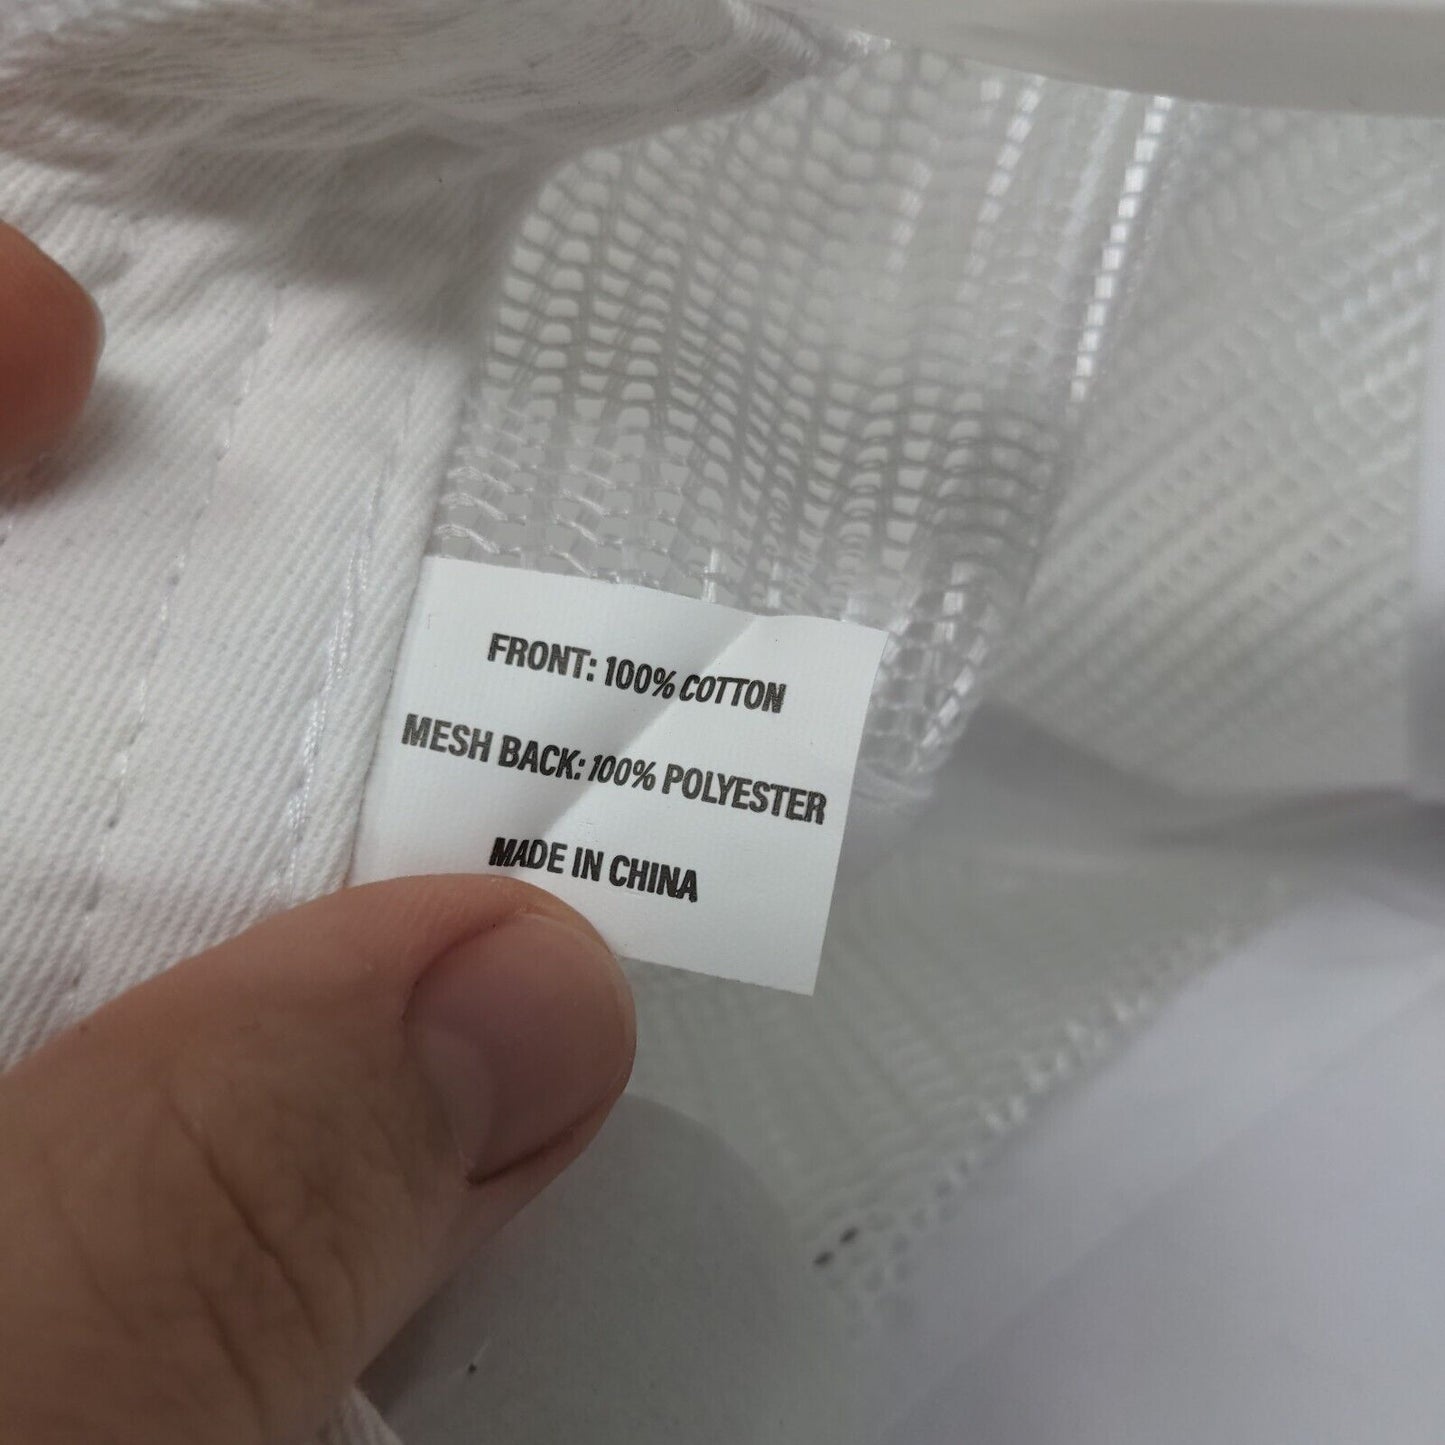 FRONT: 100% COTTON
MESH BACK: 100% POLYESTER
MADE IN CHINA